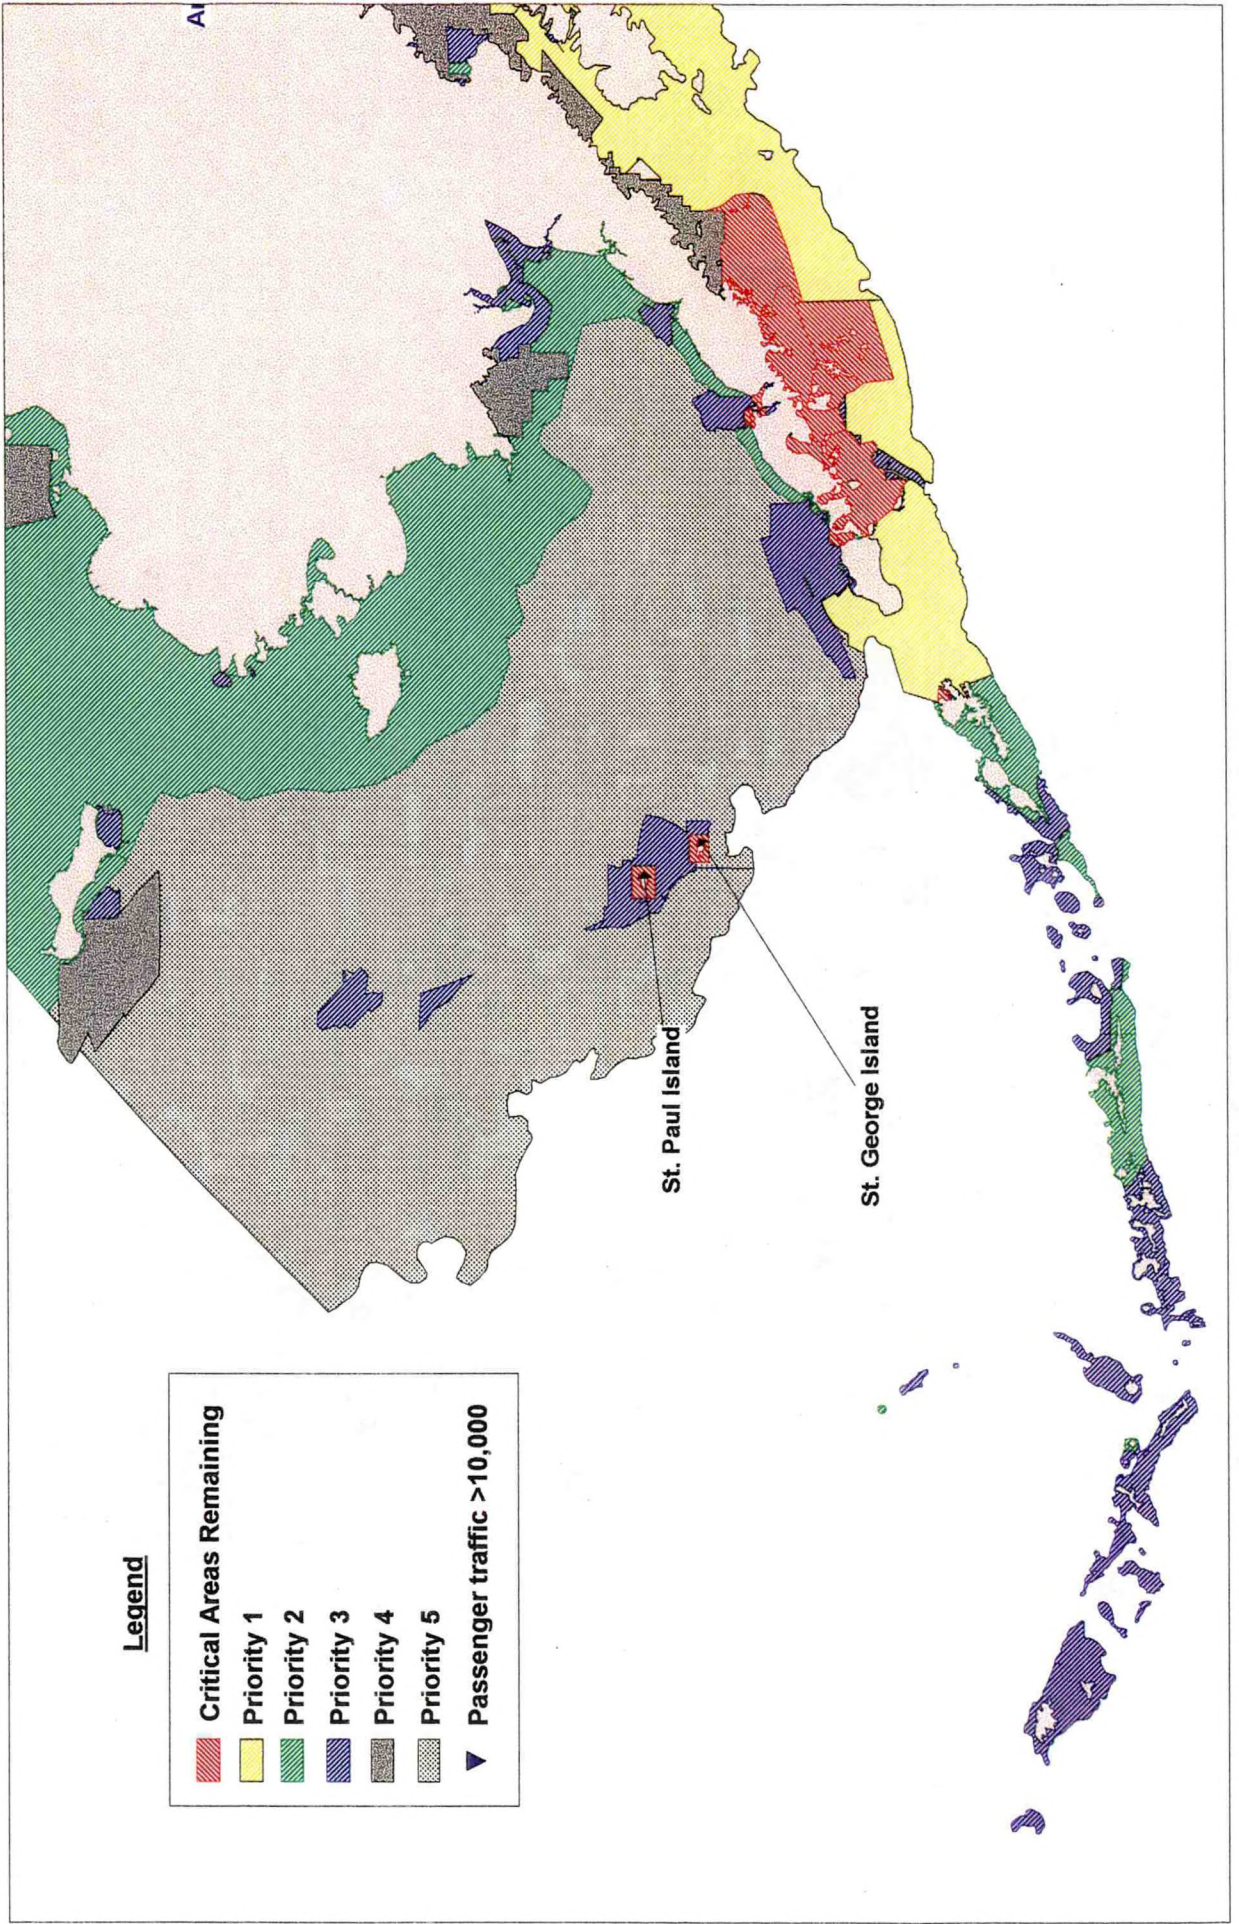 Legend
Critical Areas Remaining
Priority 1
Priority 2
Priority 3
Priority 4
Priority 5
Passenger traffic >10,000
St. Paul Island
St. George Island